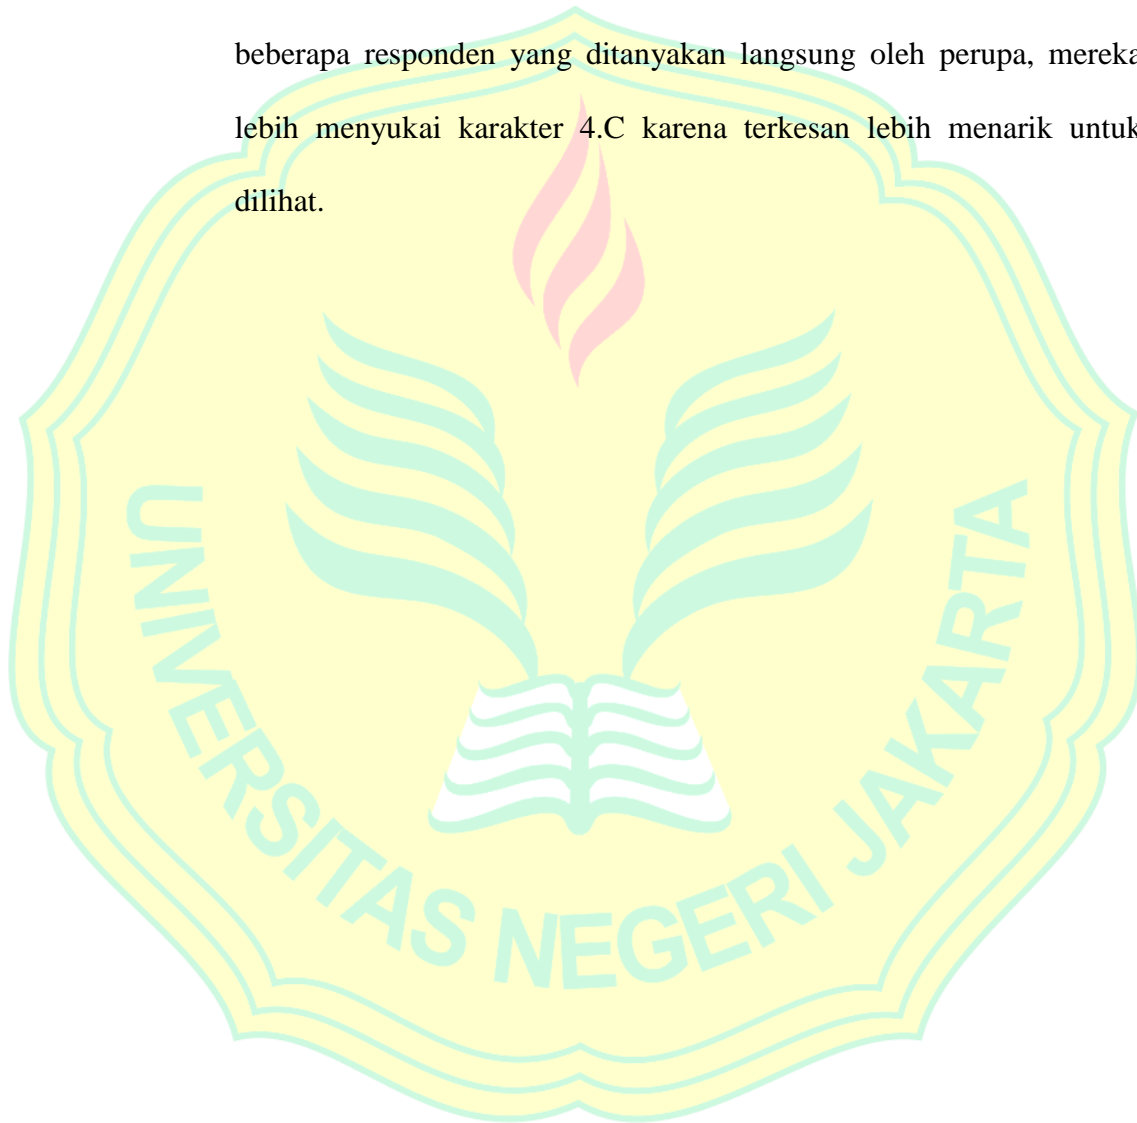 beberapa responden yang ditanyakan langsung oleh perupa, mereka
lebih menyukai karakter 4.C karena terkesan lebih menarik untuk
dilihat.
UNIVERSITAS NEGERI JAKARTA